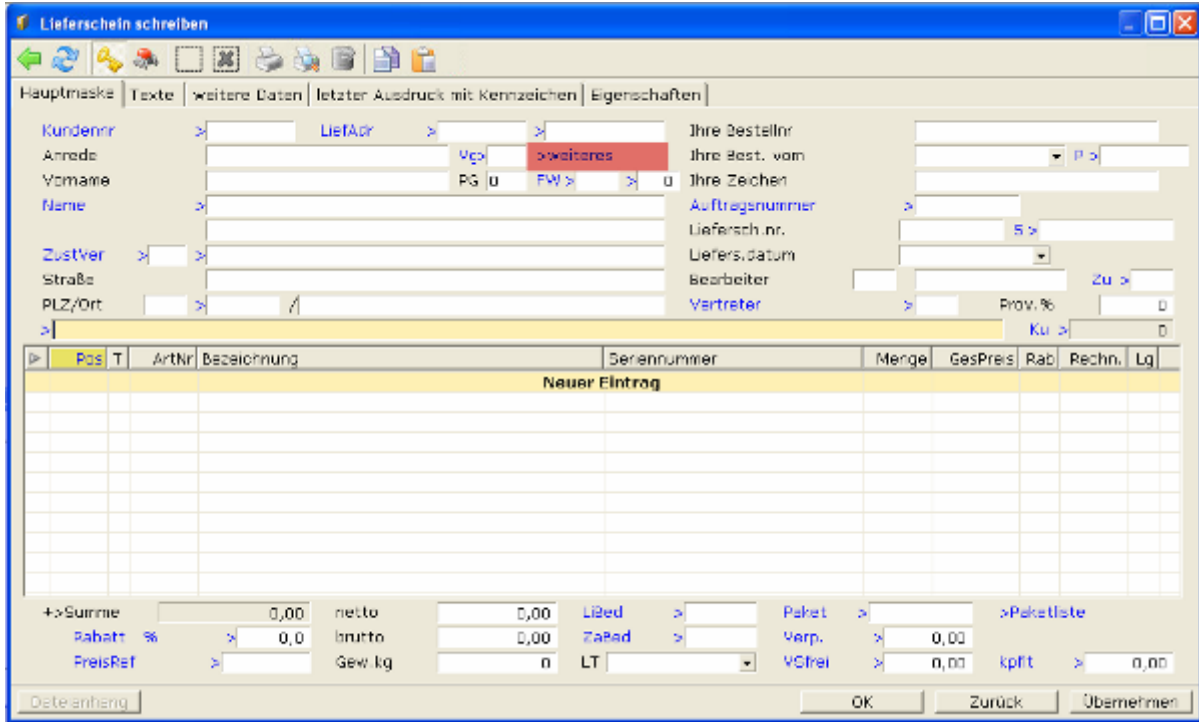 Lieferschein schreiben
Hauptmaske Texte weitere Daten letzter Ausdruck mit Kennzeichen Eigenschaften
Kundennr > LiefAdr > > Ihre Bestellnr
Anrede Vg> >weiteres Ihre Best. vom P >
Vorname PG 0 FW > > 0 Ihre Zeichen
Name > Auftragsnummer >
Liefersch.nr. S >
ZustVer > > Liefers.datum
Straße Bearbeiter Zu >
PLZ/Ort > / Vertreter > Prov.% 0
> Ku > 0
Pos T ArtNr Bezeichnung Seriennummer Menge GesPreis Rab Rechn. Lg
Neuer Eintrag
+>Summe 0,00 netto 0,00 LiBed > Paket > >Paketliste
Rabatt % > 0,0 brutto 0,00 ZaBed > Verp. > 0,00
PreisRef > Gew.kg 0 LT VGfrei > 0,00 kpflt > 0,00
Dateianhang OK Zurück Übernehmen